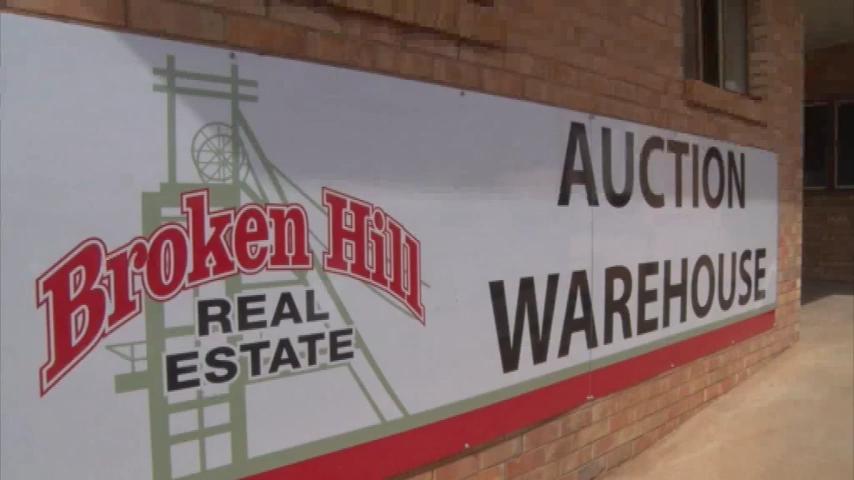 Broken Hill
REAL
ESTATE
AUCTION
WAREHOUSE